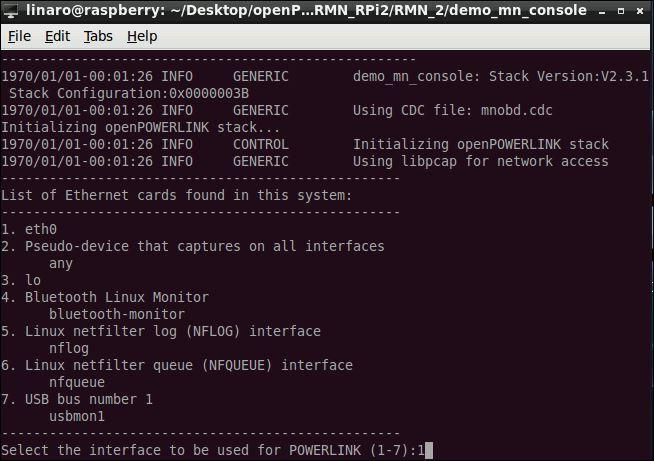 linaro@raspberry: ~/Desktop/openP...RMN_RPi2/RMN_2/demo_mn_console
File Edit Tabs Help
--------------------------------------------------
1970/01/01-00:01:26 INFO     GENERIC        demo_mn_console: Stack Version:V2.3.1
 Stack Configuration:0x0000003B
1970/01/01-00:01:26 INFO     GENERIC        Using CDC file: mnobd.cdc
Initializing openPOWERLINK stack...
1970/01/01-00:01:26 INFO     CONTROL        Initializing openPOWERLINK stack
1970/01/01-00:01:26 INFO     GENERIC        Using libpcap for network access
--------------------------------------------------
List of Ethernet cards found in this system:
--------------------------------------------------
1. eth0
2. Pseudo-device that captures on all interfaces
      any
3. lo
4. Bluetooth Linux Monitor
      bluetooth-monitor
5. Linux netfilter log (NFLOG) interface
      nflog
6. Linux netfilter queue (NFQUEUE) interface
      nfqueue
7. USB bus number 1
      usbmon1
--------------------------------------------------
Select the interface to be used for POWERLINK (1-7):1